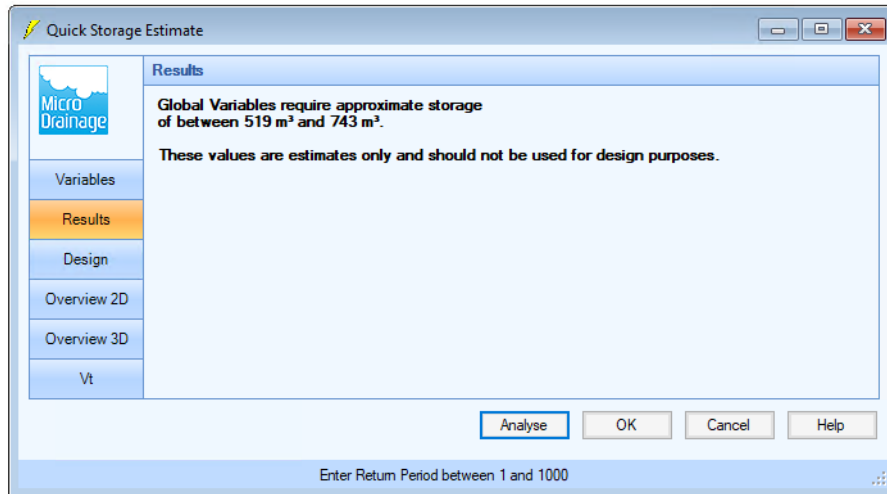 Quick Storage Estimate
Micro
Drainage
Results
Global Variables require approximate storage
of between 519 m³ and 743 m³.
These values are estimates only and should not be used for design purposes.
Variables
Results
Design
Overview 2D
Overview 3D
Vt
Analyse OK Cancel Help
Enter Return Period between 1 and 1000